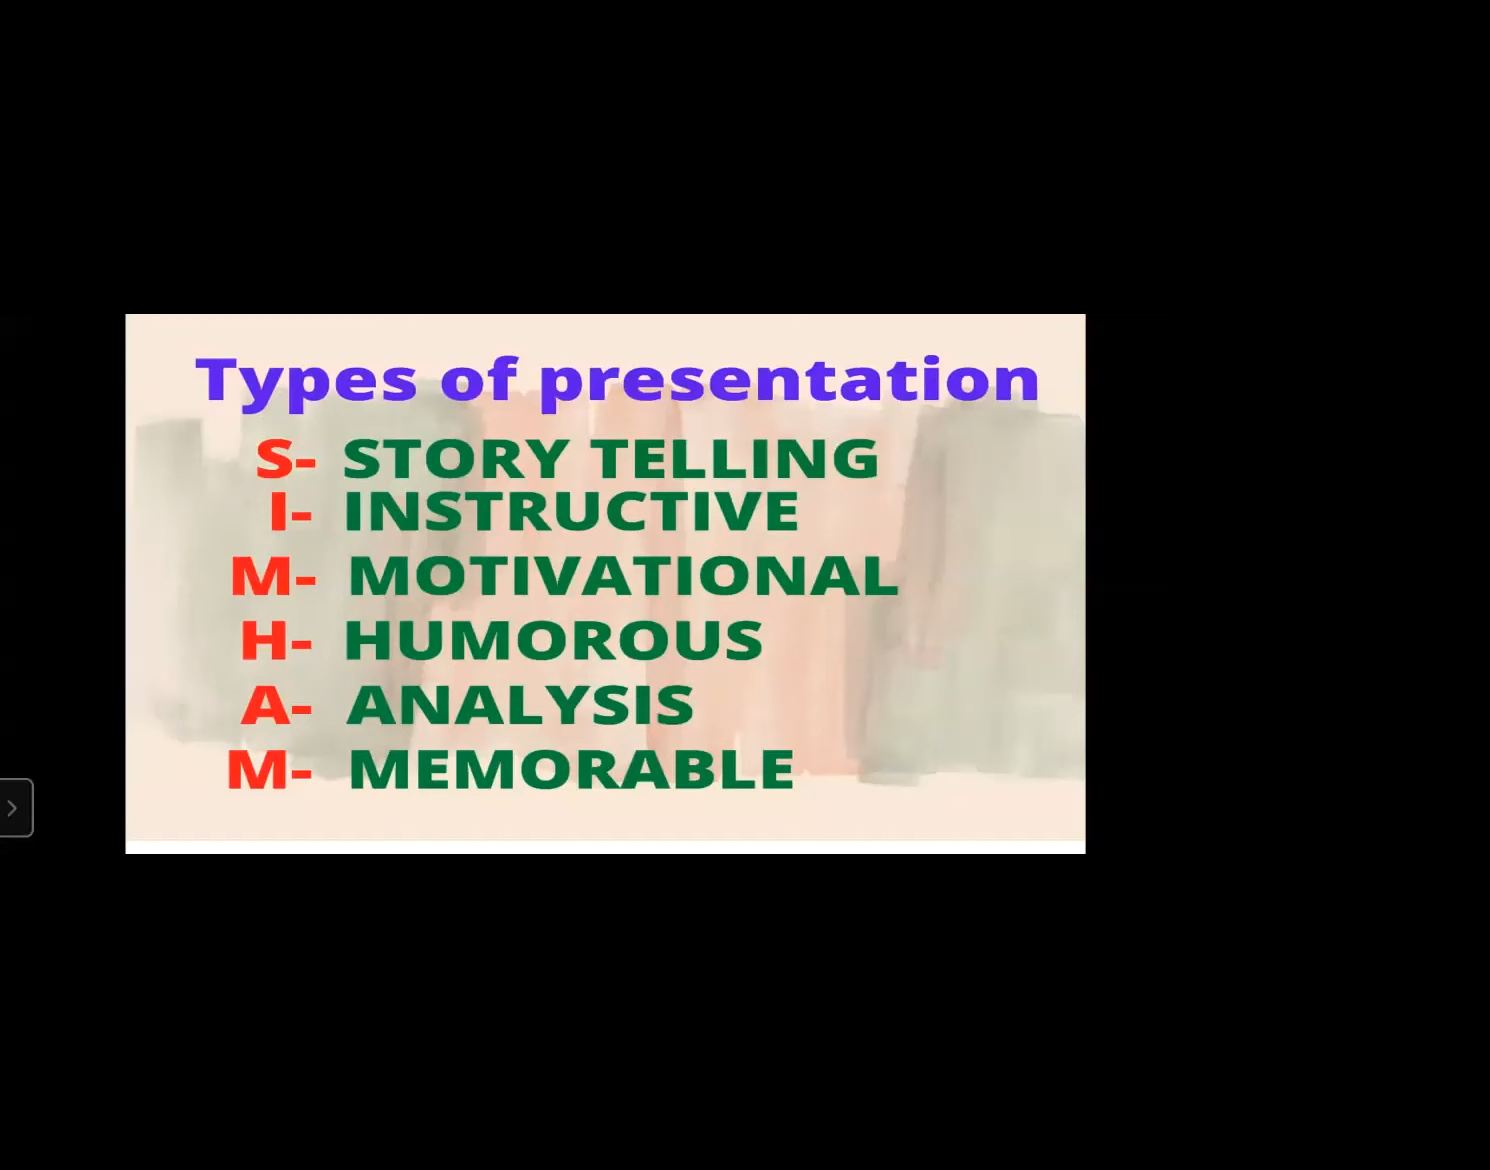 Types of presentation
S- STORY TELLING
I- INSTRUCTIVE
M- MOTIVATIONAL
H- HUMOROUS
A- ANALYSIS
M- MEMORABLE